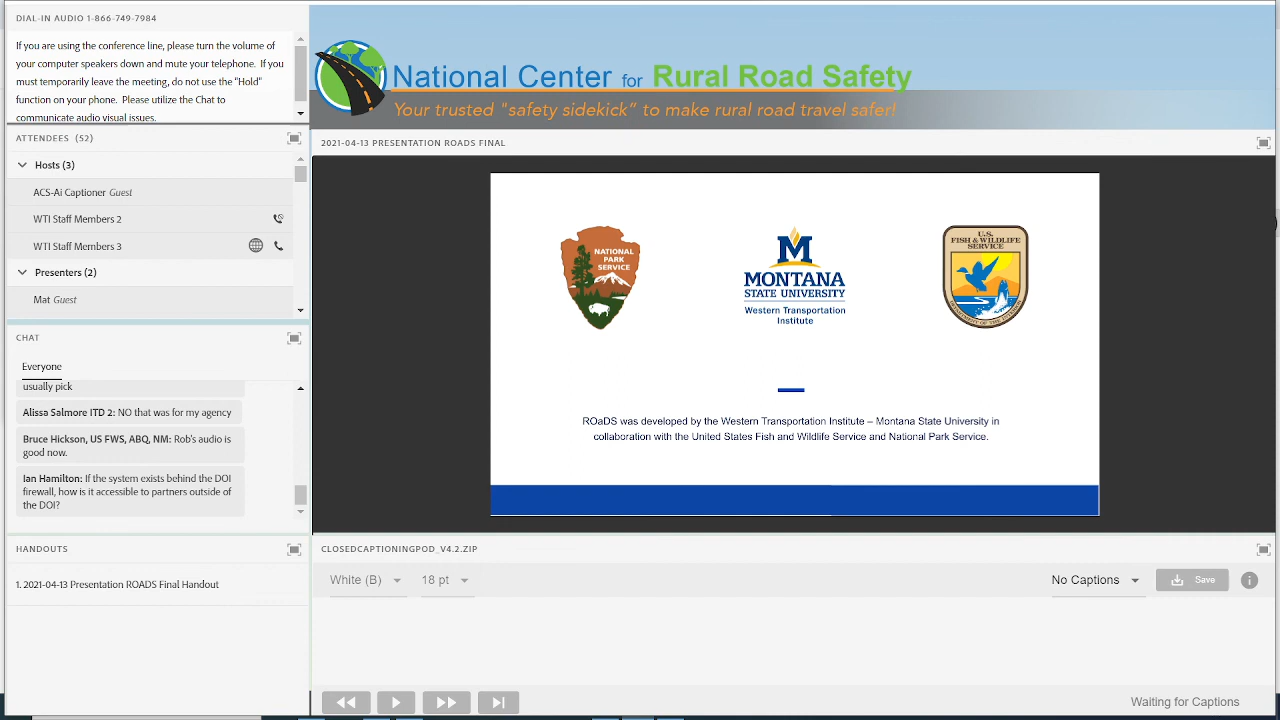 DIAL-IN AUDIO 1-866-749-7984
If you are using the conference line, please turn the volume of
your computer speakers down and mute your telephone. If you
must temporarily leave the meeting, do not use the “Hold”
function on your phone. Please utilize the Chat to
communicate audio visual issues.
ATTENDEES (52)
Hosts (3)
ACS-Ai Captioner Guest
WTI Staff Members 2
WTI Staff Members 3
Presenters (2)
Mat Guest
CHAT
Everyone
usually pick
Alissa Salmore ITD 2: NO that was for my agency
Bruce Hickson, US FWS, ABQ, NM: Rob's audio is
good now.
Ian Hamilton: If the system exists behind the DOI
firewall, how is it accessible to partners outside of
the DOI?
HANDOUTS
1. 2021-04-13 Presentation ROADS Final Handout
National Center for Rural Road Safety
Your trusted "safety sidekick" to make rural road travel safer!
2021-04-13 PRESENTATION ROADS FINAL
NATIONAL
PARK
SERVICE
M
MONTANA
STATE UNIVERSITY
Western Transportation
Institute
U.S.
FISH & WILDLIFE
SERVICE
DEPARTMENT OF THE INTERIOR
ROaDS was developed by the Western Transportation Institute – Montana State University in
collaboration with the United States Fish and Wildlife Service and National Park Service.
CLOSEDCAPTIONINGPOD_V4.2.ZIP
White (B)
18 pt
No Captions
Save
Waiting for Captions